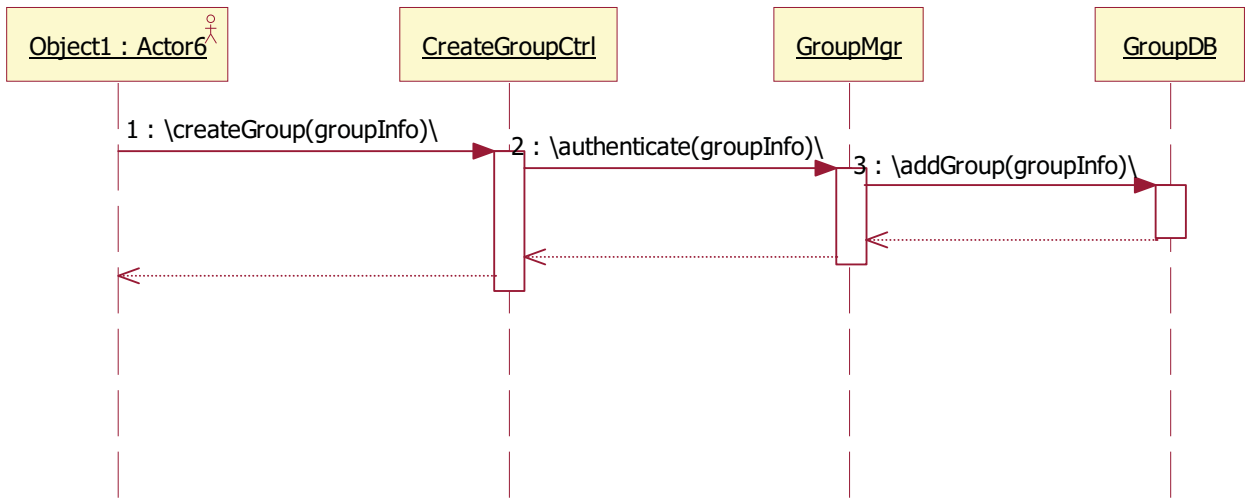 Object1 : Actor6
CreateGroupCtrl
GroupMgr
GroupDB
1 : \createGroup(groupInfo)\
2 : \authenticate(groupInfo)\
3 : \addGroup(groupInfo)\